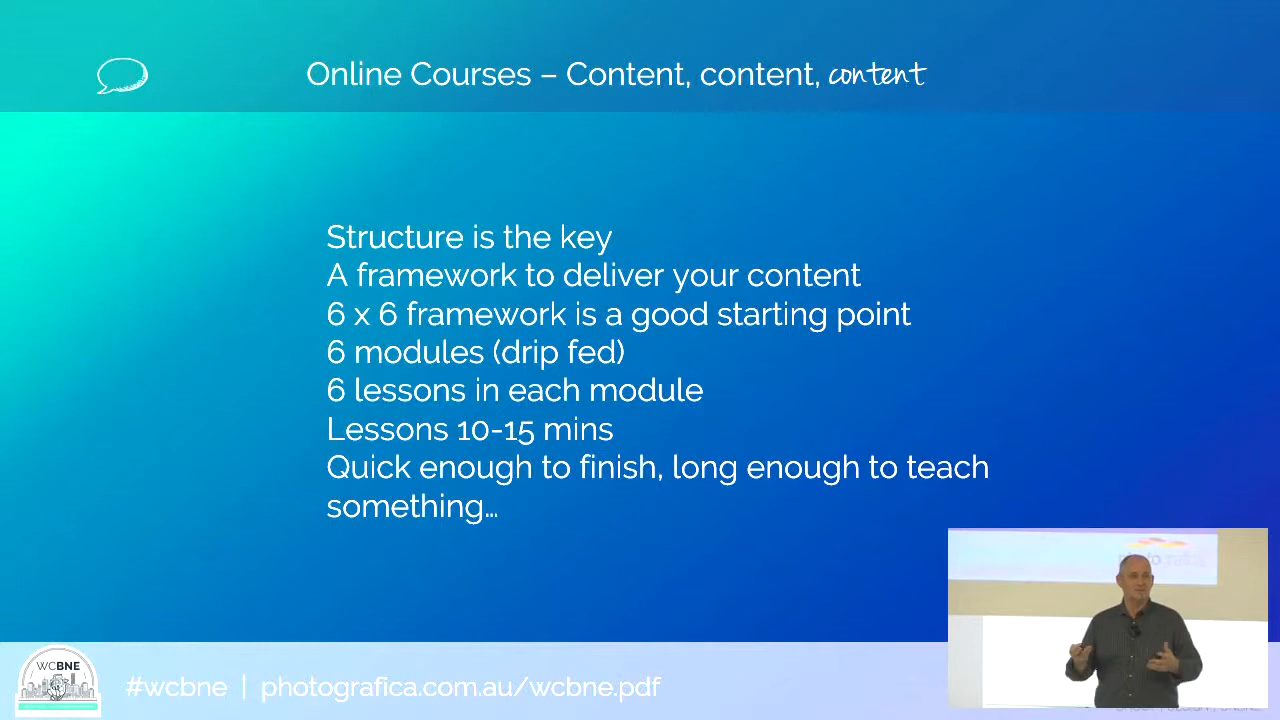 Online Courses – Content, content, content
Structure is the key
A framework to deliver your content
6 x 6 framework is a good starting point
6 modules (drip fed)
6 lessons in each module
Lessons 10-15 mins
Quick enough to finish, long enough to teach
something…
WCBNE
#wcbne | photografica.com.au/wcbne.pdf